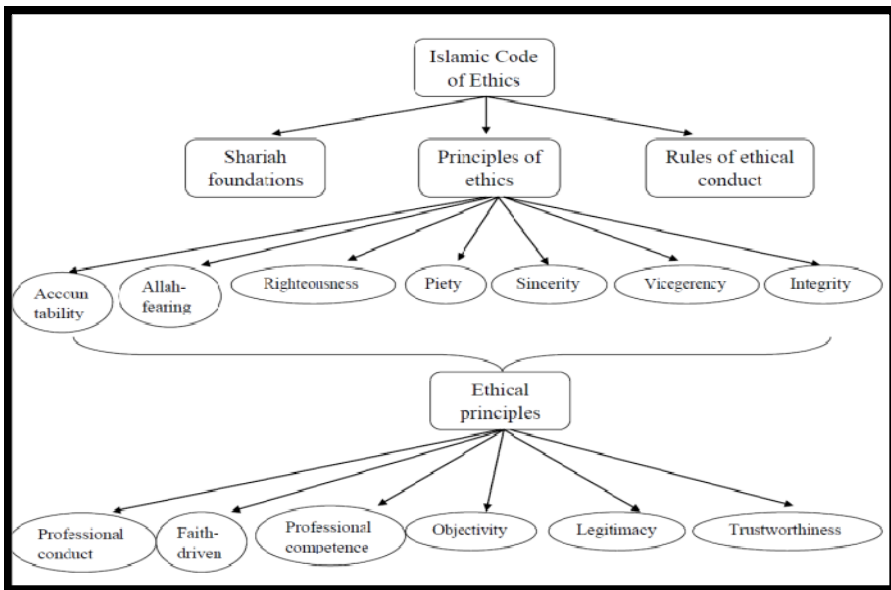 Islamic Code
of Ethics
Shariah
foundations
Principles of
ethics
Rules of ethical
conduct
Accoun
tability
Allah-
fearing
Righteousness
Piety
Sincerity
Vicegerency
Integrity
Ethical
principles
Professional
conduct
Faith-
driven
Professional
competence
Objectivity
Legitimacy
Trustworthiness